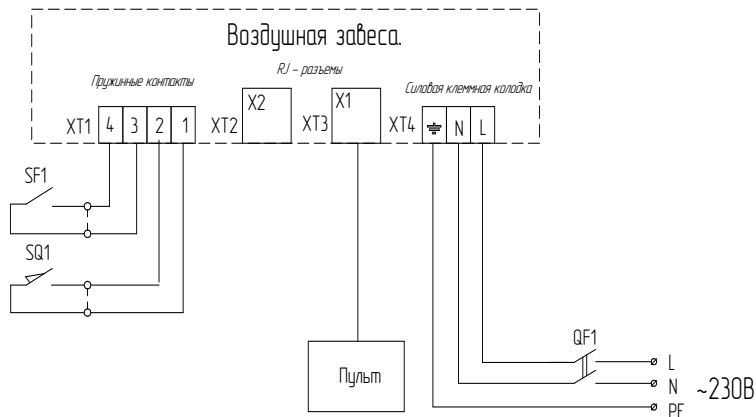 Воздушная завеса.
Пружинные контакты
RJ - разъемы
Силовая клеммная колодка
XT1 4 3 2 1 XT2 X2 XT3 X1 XT4 N L
SF1
SQ1
Пульт
QF1
L
N
~230В
PE